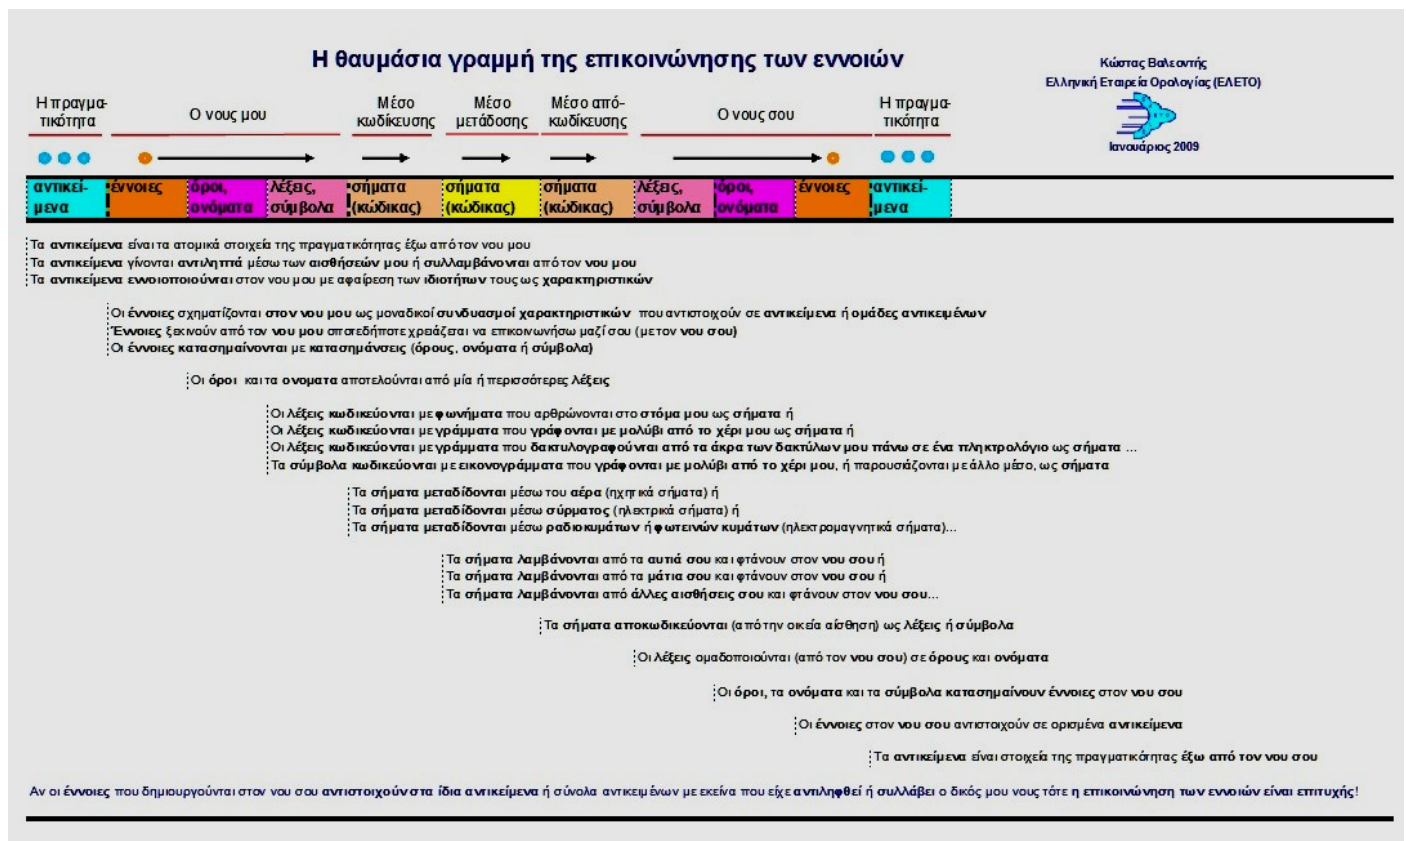 Η θαυμάσια γραμμή της επικοινώνησης των εννοιών
Κώστας Βαλεοντής
Ελληνική Εταιρεία Ορολογίας (ΕΛΕΤΟ)
Ιανουάριος 2009
Η πραγμα-
τικότητα
Ο νους μου
Μέσο
κωδίκευσης
Μέσο
μετάδοσης
Μέσο από-
κωδίκευσης
Ο νους σου
Η πραγμα-
τικότητα
αντικεί-
μενα
έννοιες
όροι,
ονόματα
λέξεις,
σύμβολα
σήματα
(κώδικας)
σήματα
(κώδικας)
σήματα
(κώδικας)
λέξεις,
σύμβολα
όροι,
ονόματα
έννοιες
αντικεί-
μενα
Τα αντικείμενα είναι τα ατομικά στοιχεία της πραγματικότητας έξω από τον νου μου
Τα αντικείμενα γίνονται αντιληπτά μέσω των αισθήσεών μου ή συλλαμβάνονται από τον νου μου
Τα αντικείμενα εννοιοποιούνται στον νου μου με αφαίρεση των ιδιοτήτων τους ως χαρακτηριστικών
Οι έννοιες σχηματίζονται στον νου μου ως μοναδικοί συνδυασμοί χαρακτηριστικών που αντιστοιχούν σε αντικείμενα ή ομάδες αντικειμένων
Έννοιες ξεκινούν από τον νου μου οποτεδήποτε χρειάζεται να επικοινωνήσω μαζί σου (με τον νου σου)
Οι έννοιες κατασημαίνονται με κατασημάνσεις (όρους, ονόματα ή σύμβολα)
Οι όροι και τα ονοματα αποτελούνται από μία ή περισσότερες λέξεις
Οι λέξεις κωδικεύονται με φωνήματα που αρθρώνονται στο στόμα μου ως σήματα ή
Οι λέξεις κωδικεύονται με γράμματα που γράφονται με μολύβι από το χέρι μου ως σήματα ή
Οι λέξεις κωδικεύονται με γράμματα που δακτυλογραφούνται από τα άκρα των δακτύλων μου πάνω σε ένα πληκτρολόγιο ως σήματα ...
Τα σύμβολα κωδικεύονται με εικονογράμματα που γράφονται με μολύβι από το χέρι μου, ή παρουσιάζονται με άλλο μέσο, ως σήματα
Τα σήματα μεταδίδονται μέσω του αέρα (ηχητικά σήματα) ή
Τα σήματα μεταδίδονται μέσω σύρματος (ηλεκτρικά σήματα) ή
Τα σήματα μεταδίδονται μέσω ραδιοκυμάτων ή φωτεινών κυμάτων (ηλεκτρομαγνητικά σήματα)...
Τα σήματα λαμβάνονται από τα αυτιά σου και φτάνουν στον νου σου ή
Τα σήματα λαμβάνονται από τα μάτια σου και φτάνουν στον νου σου ή
Τα σήματα λαμβάνονται από άλλες αισθήσεις σου και φτάνουν στον νου σου...
Τα σήματα αποκωδικεύονται (από την οικεία αίσθηση) ως λέξεις ή σύμβολα
Οι λέξεις ομαδοποιούνται (από τον νου σου) σε όρους και ονόματα
Οι όροι, τα ονόματα και τα σύμβολα κατασημαίνουν έννοιες στον νου σου
Οι έννοιες στον νου σου αντιστοιχούν σε ορισμένα αντικείμενα
Τα αντικείμενα είναι στοιχεία της πραγματικότητας έξω από τον νου σου
Αν οι έννοιες που δημιουργούνται στον νου σου αντιστοιχούν στα ίδια αντικείμενα ή σύνολα αντικειμένων με εκείνα που είχε αντιληφθεί ή συλλάβει ο δικός μου νους τότε η επικοινώνηση των εννοιών είναι επιτυχής!